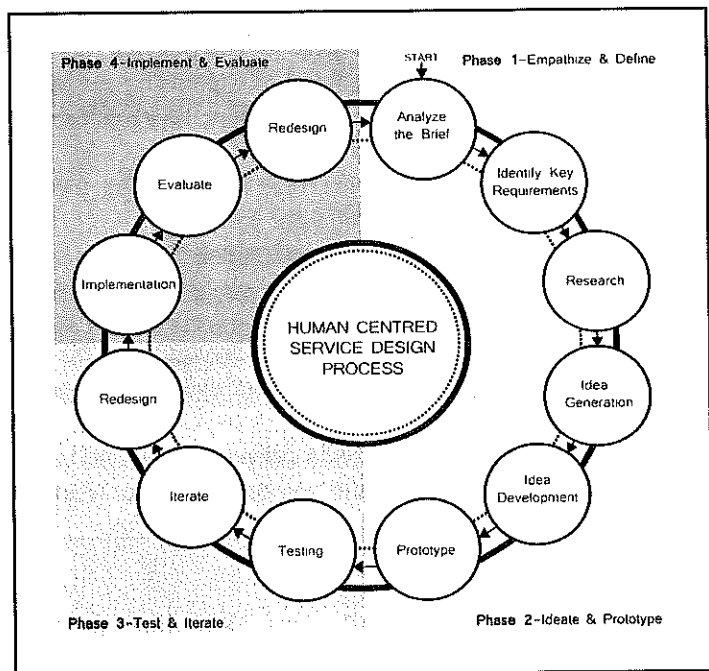 Phase 4-Implement & Evaluate
START
Phase 1-Empathize & Define
Analyze
the Brief
Identify Key
Requirements
Research
Idea
Generation
Idea
Development
Prototype
Testing
Iterate
Redesign
Implementation
Evaluate
Redesign
HUMAN CENTRED
SERVICE DESIGN
PROCESS
Phase 3-Test & Iterate
Phase 2-Ideate & Prototype